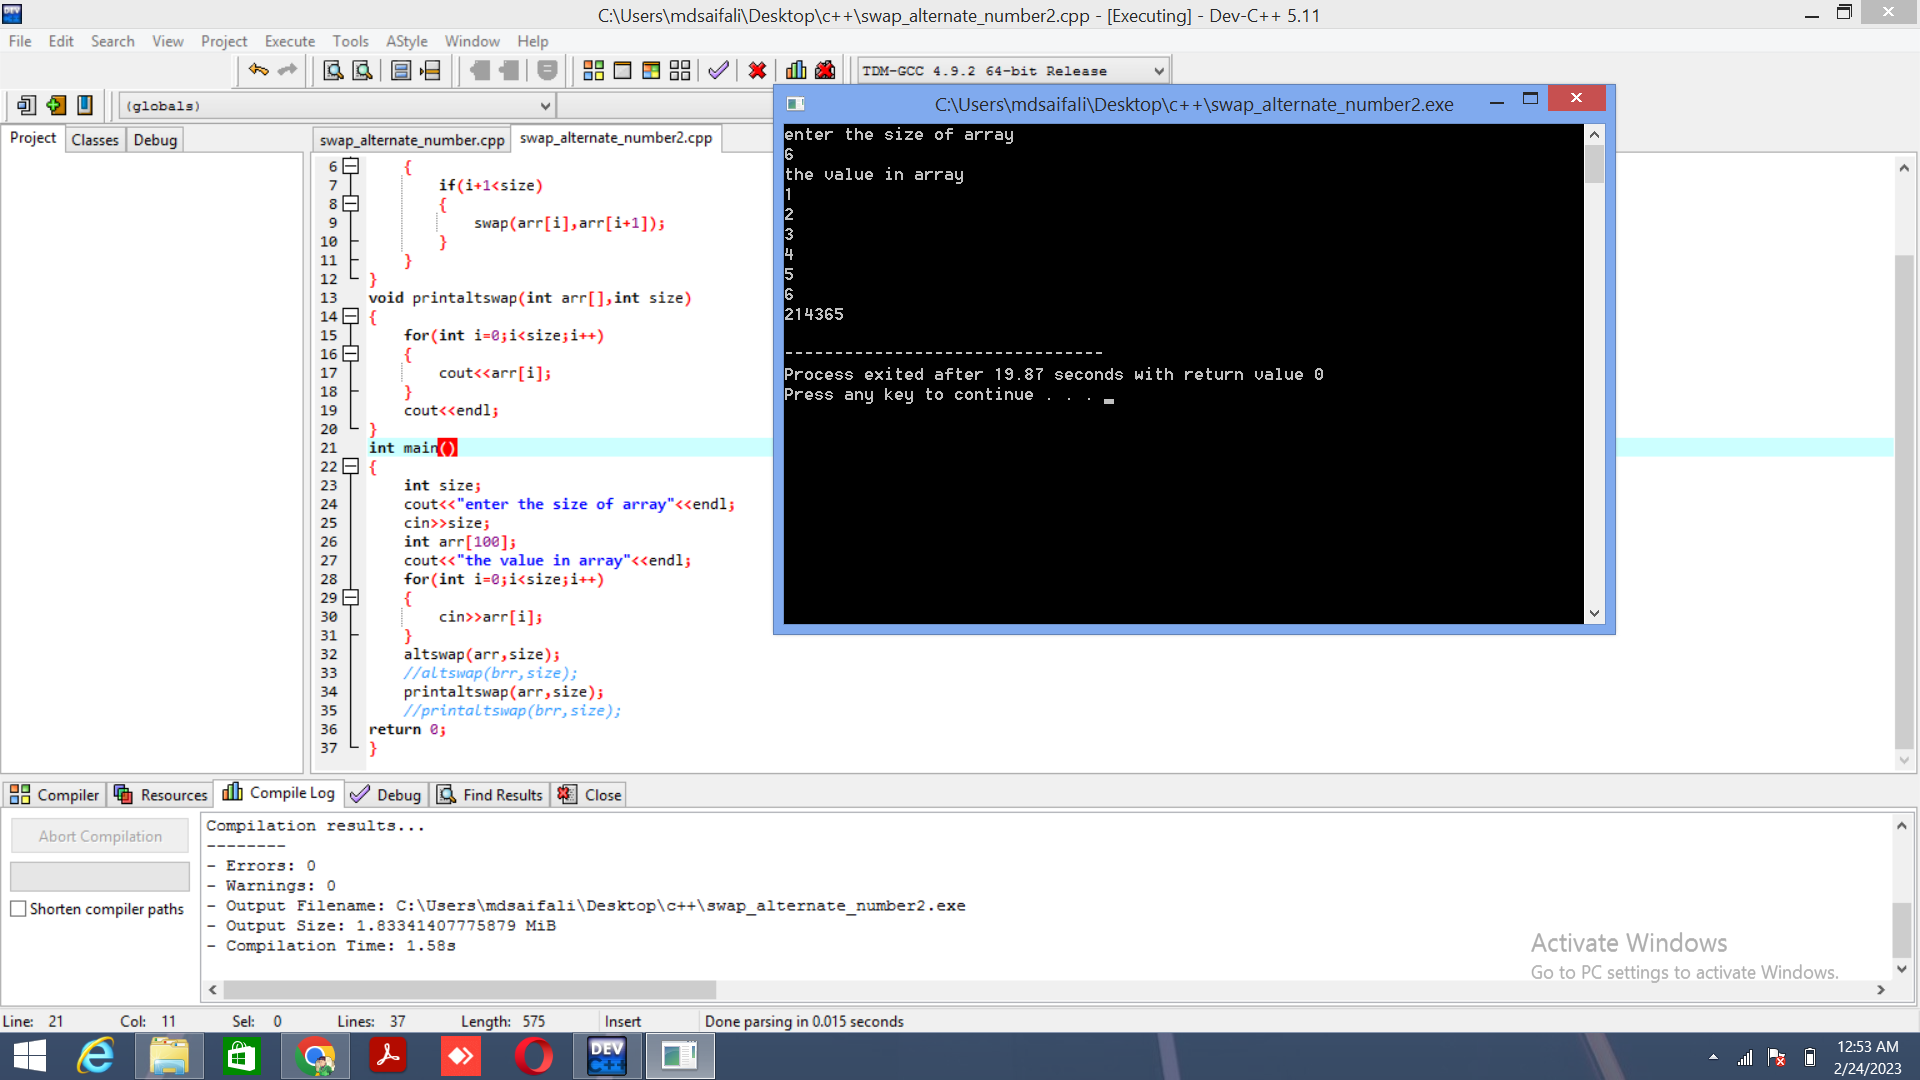 C:\Users\mdsaifali\Desktop\c++\swap_alternate_number2.cpp - [Executing] - Dev-C++ 5.11
File Edit Search View Project Execute Tools AStyle Window Help
TDM-GCC 4.9.2 64-bit Release
(globals)
Project Classes Debug
swap_alternate_number.cpp swap_alternate_number2.cpp
6 {
7 if(i+1<size)
8 {
9 swap(arr[i],arr[i+1]);
10 }
11 }
12 }
13 void printaltswap(int arr[],int size)
14 {
15 for(int i=0;i<size;i++)
16 {
17 cout<<arr[i];
18 }
19 cout<<endl;
20 }
21 int main()
22 {
23 int size;
24 cout<<"enter the size of array"<<endl;
25 cin>>size;
26 int arr[100];
27 cout<<"the value in array"<<endl;
28 for(int i=0;i<size;i++)
29 {
30 cin>>arr[i];
31 }
32 altswap(arr,size);
33 //altswap(brr,size);
34 printaltswap(arr,size);
35 //printaltswap(brr,size);
36 return 0;
37 }
C:\Users\mdsaifali\Desktop\c++\swap_alternate_number2.exe
enter the size of array
6
the value in array
1
2
3
4
5
6
214365
--------------------------------
Process exited after 19.87 seconds with return value 0
Press any key to continue . . . _
Compiler Resources Compile Log Debug Find Results Close
Abort Compilation
Shorten compiler paths
Compilation results...
--------
- Errors: 0
- Warnings: 0
- Output Filename: C:\Users\mdsaifali\Desktop\c++\swap_alternate_number2.exe
- Output Size: 1.83341407775879 MiB
- Compilation Time: 1.58s
Activate Windows
Go to PC settings to activate Windows.
Line: 21 Col: 11 Sel: 0 Lines: 37 Length: 575 Insert Done parsing in 0.015 seconds
DEV C++
12:53 AM
2/24/2023